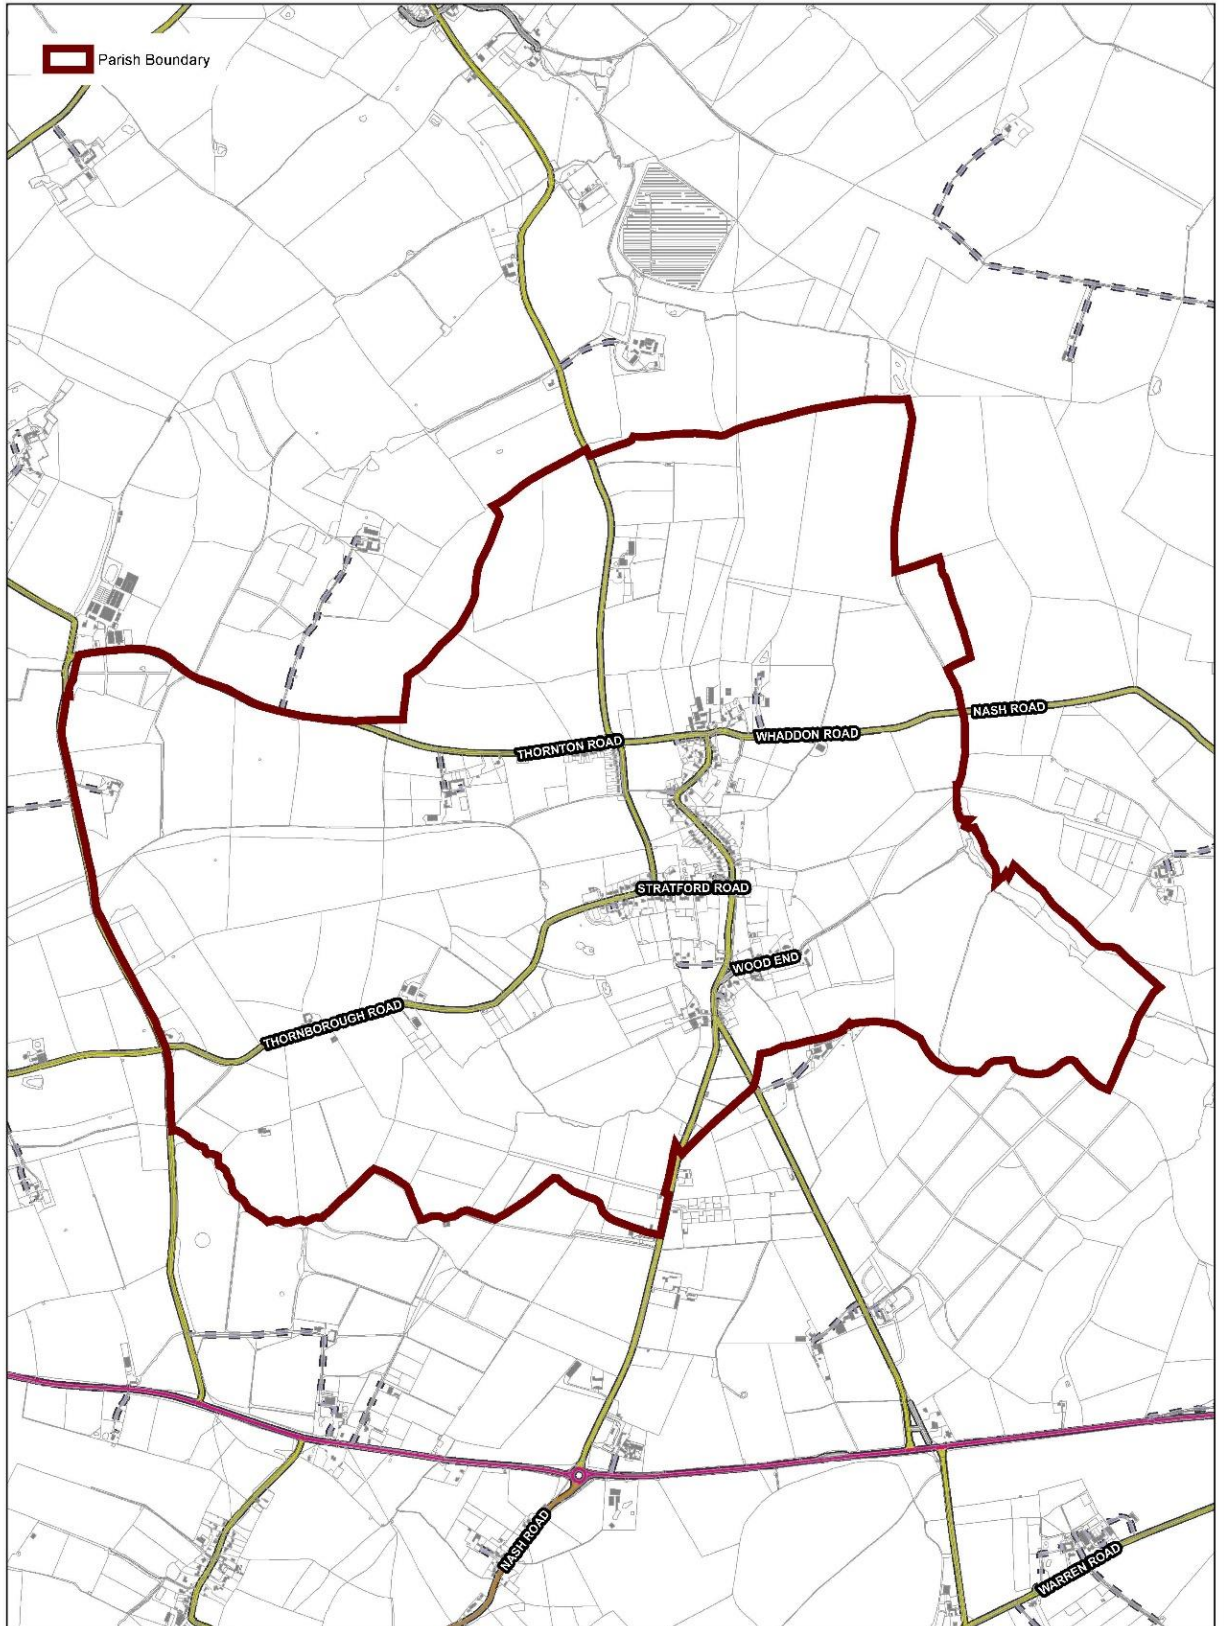 Parish Boundary
NASH ROAD
WHADDON ROAD
THORNTON ROAD
STRATFORD ROAD
WOOD END
THORNBOROUGH ROAD
NASH ROAD
WARREN ROAD